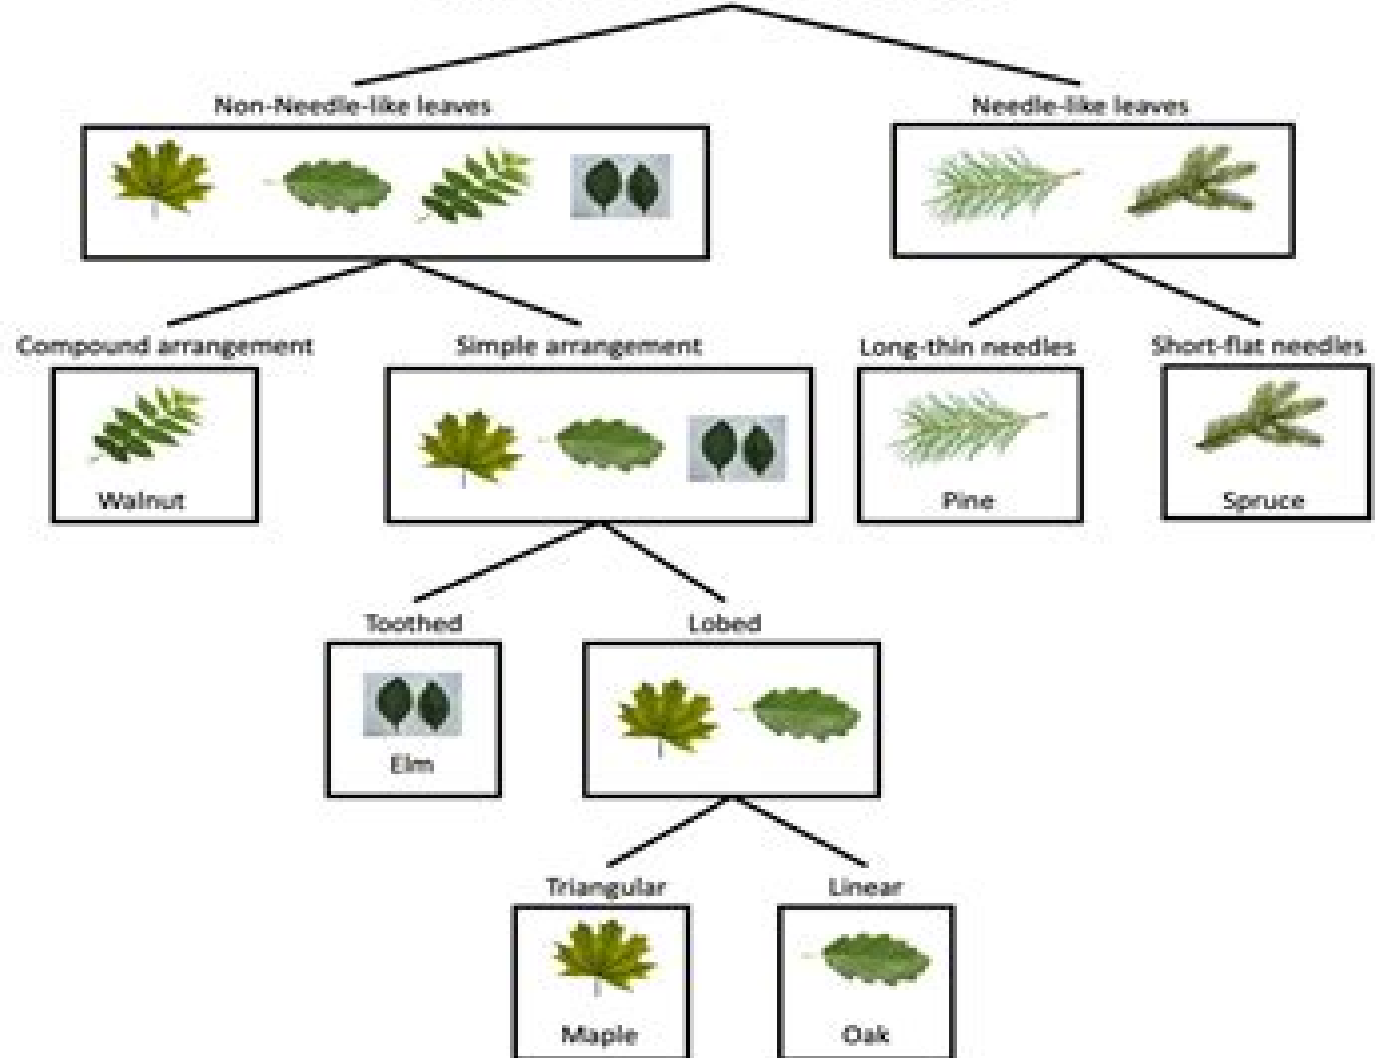 Non-Needle-like leaves
Needle-like leaves
Compound arrangement
Simple arrangement
Long-thin needles
Short-flat needles
Walnut
Pine
Spruce
Toothed
Lobed
Elm
Triangular
Linear
Maple
Oak